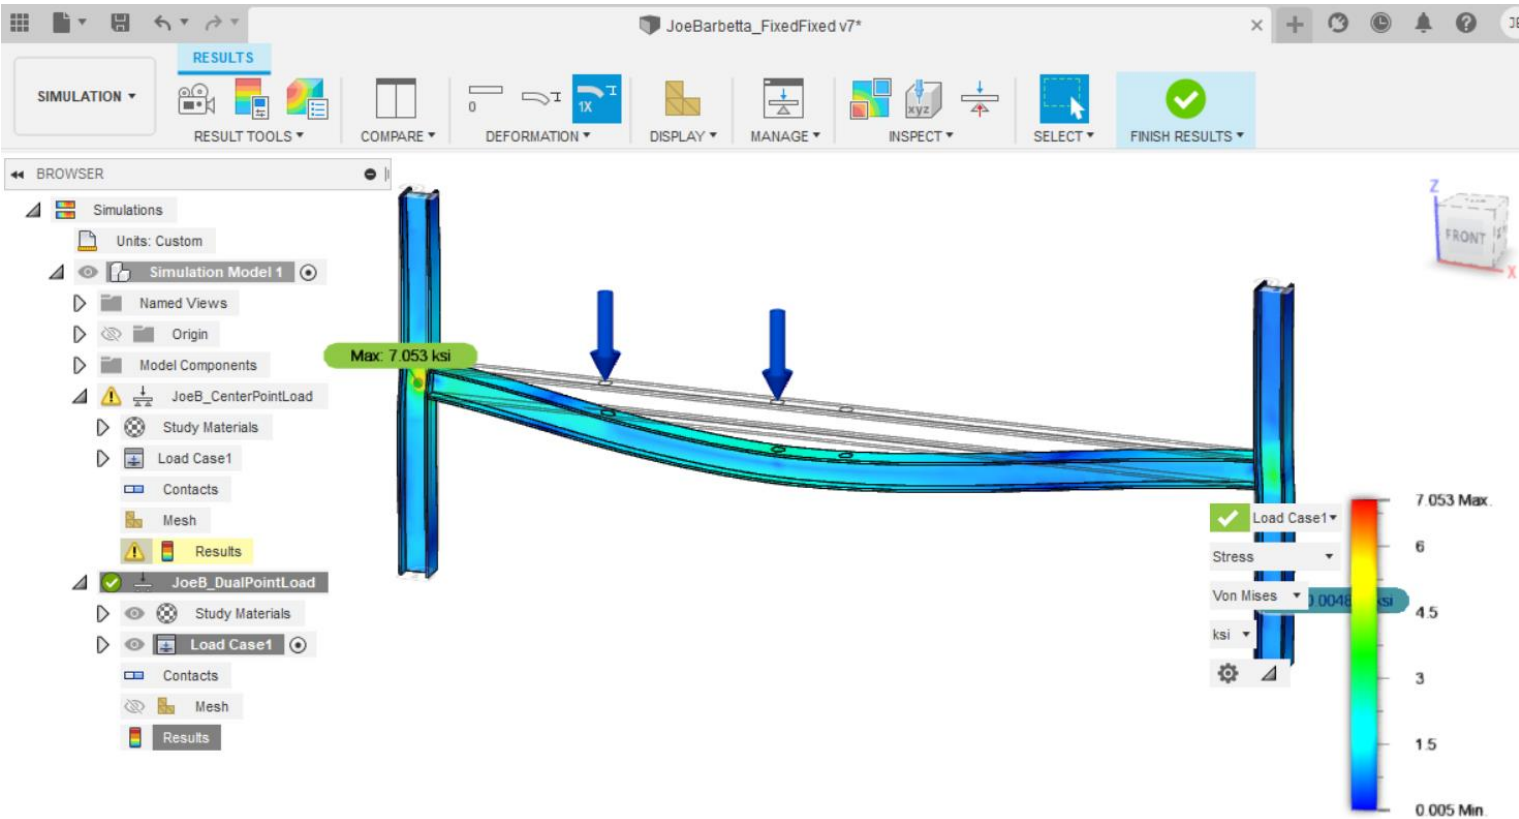 JoeBarbetta_FixedFixed v7*
RESULTS
SIMULATION
0
1X
xyz
RESULT TOOLS
COMPARE
DEFORMATION
DISPLAY
MANAGE
INSPECT
SELECT
FINISH RESULTS
BROWSER
Simulations
Units: Custom
Simulation Model 1
Named Views
Origin
Model Components
JoeB_CenterPointLoad
Study Materials
Load Case1
Contacts
Mesh
Results
JoeB_DualPointLoad
Study Materials
Load Case1
Contacts
Mesh
Results
Max: 7.053 ksi
Z
FRONT
X
Load Case1
Stress
Von Mises
ksi
ksi
7.053 Max.
6
4.5
3
1.5
0.005 Min.